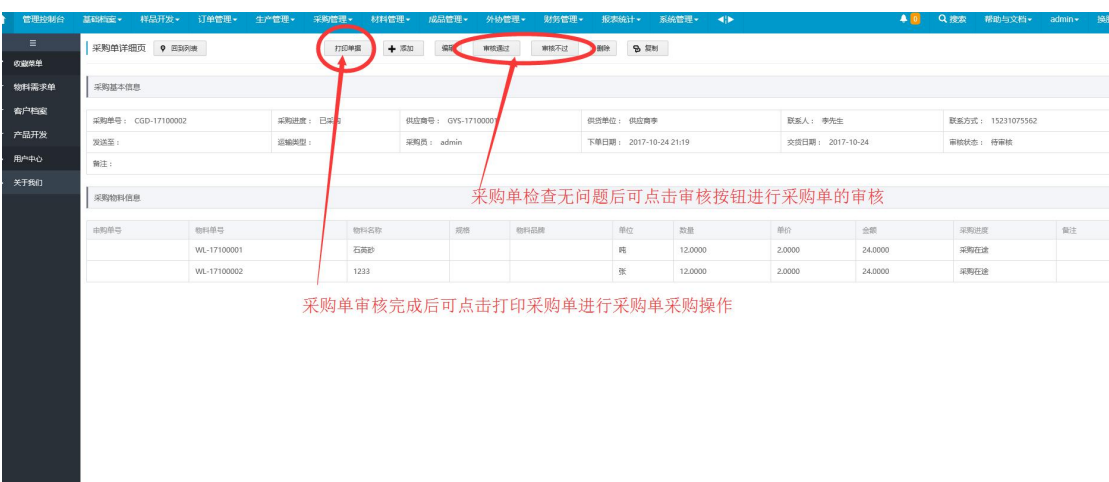 管理控制台 基础档案 样品开发 订单管理 生产管理 采购管理 材料管理 成品管理 外协管理 财务管理 报表统计 系统管理 0 搜索 帮助与文档 admin
采购单详细页 回到列表 打印单据 添加 审核通过 审核不过 删除 复制
收藏菜单
物料需求单
客户档案
产品开发
用户中心
关于我们
采购基本信息
采购单号： CGD-17100002 采购进度： 已采购 供应商号： GYS-17100001 供货单位： 供应商李 联系人： 李先生 联系方式： 15231075562
发送至： 运输类型： 采购员： admin 下单日期： 2017-10-24 21:19 交货日期： 2017-10-24 审核状态： 待审核
备注：
采购单检查无问题后可点击审核按钮进行采购单的审核
采购物料信息
申购单号 物料单号 物料名称 规格 物料品牌 单位 数量 单价 金额 采购进度 备注
WL-17100001 石英砂 吨 12.0000 2.0000 24.0000 采购在途
WL-17100002 1233 张 12.0000 2.0000 24.0000 采购在途
采购单审核完成后可点击打印采购单进行采购单采购操作